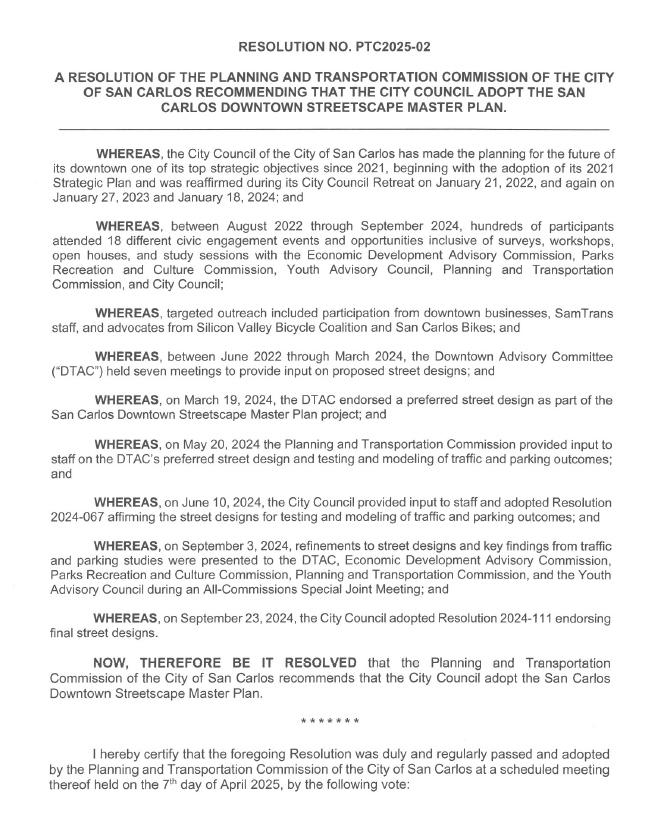 RESOLUTION NO. PTC2025-02
A RESOLUTION OF THE PLANNING AND TRANSPORTATION COMMISSION OF THE CITY
OF SAN CARLOS RECOMMENDING THAT THE CITY COUNCIL ADOPT THE SAN
CARLOS DOWNTOWN STREETSCAPE MASTER PLAN.
WHEREAS, the City Council of the City of San Carlos has made the planning for the future of
its downtown one of its top strategic objectives since 2021, beginning with the adoption of its 2021
Strategic Plan and was reaffirmed during its City Council Retreat on January 21, 2022, and again on
January 27, 2023 and January 18, 2024; and
WHEREAS, between August 2022 through September 2024, hundreds of participants
attended 18 different civic engagement events and opportunities inclusive of surveys, workshops,
open houses, and study sessions with the Economic Development Advisory Commission, Parks
Recreation and Culture Commission, Youth Advisory Council, Planning and Transportation
Commission, and City Council;
WHEREAS, targeted outreach included participation from downtown businesses, SamTrans
staff, and advocates from Silicon Valley Bicycle Coalition and San Carlos Bikes; and
WHEREAS, between June 2022 through March 2024, the Downtown Advisory Committee
("DTAC") held seven meetings to provide input on proposed street designs; and
WHEREAS, on March 19, 2024, the DTAC endorsed a preferred street design as part of the
San Carlos Downtown Streetscape Master Plan project; and
WHEREAS, on May 20, 2024 the Planning and Transportation Commission provided input to
staff on the DTAC's preferred street design and testing and modeling of traffic and parking outcomes;
and
WHEREAS, on June 10, 2024, the City Council provided input to staff and adopted Resolution
2024-067 affirming the street designs for testing and modeling of traffic and parking outcomes; and
WHEREAS, on September 3, 2024, refinements to street designs and key findings from traffic
and parking studies were presented to the DTAC, Economic Development Advisory Commission,
Parks Recreation and Culture Commission, Planning and Transportation Commission, and the Youth
Advisory Council during an All-Commissions Special Joint Meeting; and
WHEREAS, on September 23, 2024, the City Council adopted Resolution 2024-111 endorsing
final street designs.
NOW, THEREFORE BE IT RESOLVED that the Planning and Transportation
Commission of the City of San Carlos recommends that the City Council adopt the San Carlos
Downtown Streetscape Master Plan.
* * * * * * *
I hereby certify that the foregoing Resolution was duly and regularly passed and adopted
by the Planning and Transportation Commission of the City of San Carlos at a scheduled meeting
thereof held on the 7th day of April 2025, by the following vote: